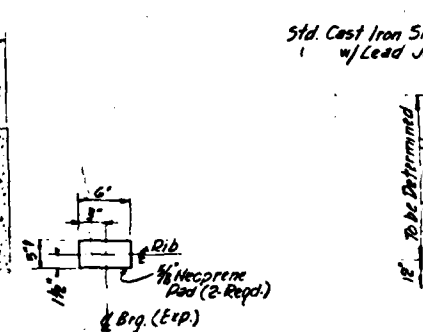 Std. Cast Iron
w/ Lead
To be Determined
12"
6"
3"
5"
1½"
℄ Rib
⅝" Neoprene
Pad (2-Reqd.)
℄ Brg. (Exp.)